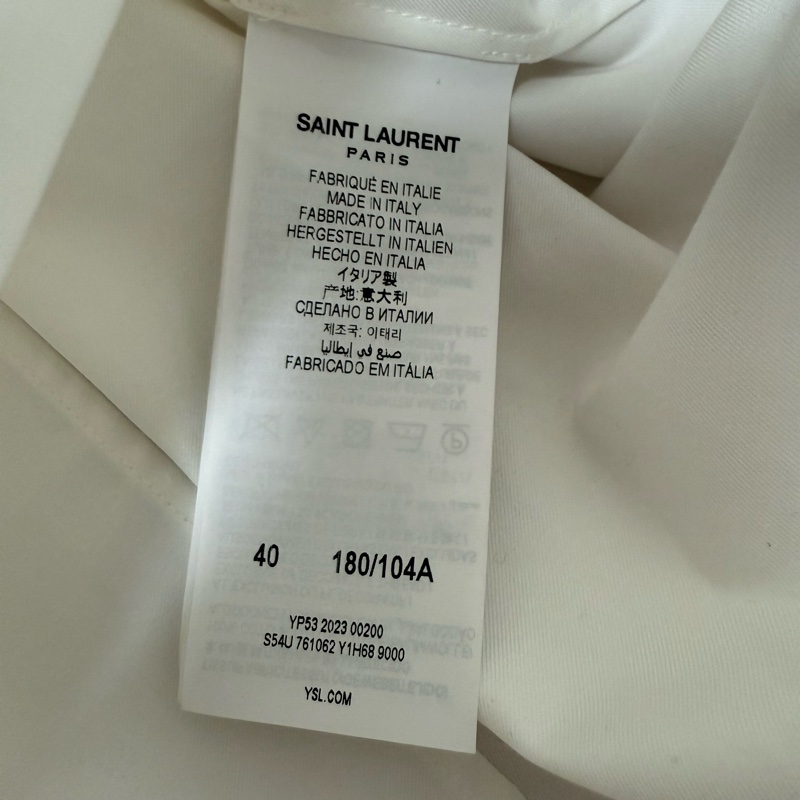 SAINT LAURENT
PARIS
FABRIQUÉ EN ITALIE
MADE IN ITALY
FABBRICATO IN ITALIA
HERGESTELLT IN ITALIEN
HECHO EN ITALIA
イタリア製
产地:意大利
СДЕЛАНО В ИТАЛИИ
제조국: 이태리
صنع في إيطاليا
FABRICADO EM ITÁLIA
40 180/104A
YP53 2023 00200
S54U 761062 Y1H68 9000
YSL.COM